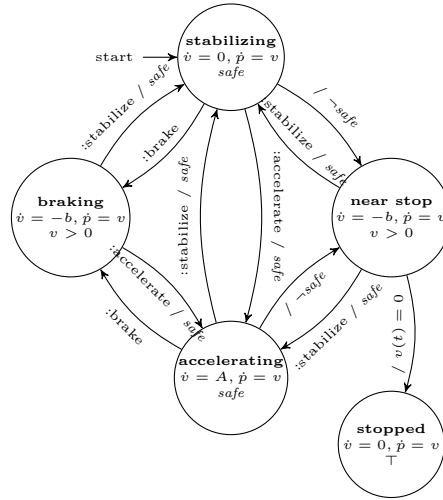 stabilizing
start
v̇ = 0, ṗ = v
safe
:stabilize / safe
:brake
/ ¬safe
:stabilize / safe
:stabilize / safe
:accelerate / safe
braking
v̇ = −b, ṗ = v
v > 0
near stop
v̇ = −b, ṗ = v
v > 0
:accelerate / safe
:brake
/ ¬safe
:stabilize / safe
/ v(t) = 0
accelerating
v̇ = A, ṗ = v
safe
stopped
v̇ = 0, ṗ = v
⊤